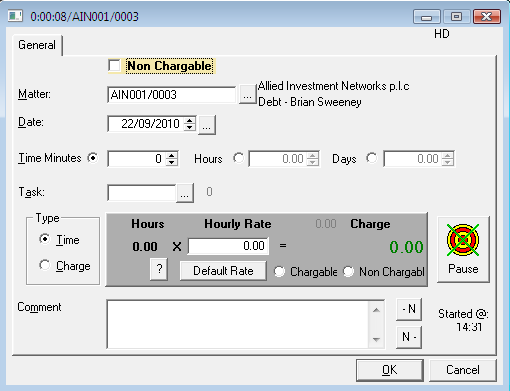 0:00:08/AIN001/0003
HD
General
Non Chargable
Matter: AIN001/0003 ... Allied Investment Networks p.l.c
Debt - Brian Sweeney
Date: 22/09/2010 ...
Time Minutes 0 Hours 0.00 Days 0.00
Task: ... 0
Type
Time
Charge
Hours Hourly Rate 0.00 Charge
0.00 X 0.00 = 0.00
? Default Rate Chargable Non Chargabl
Pause
Comment
- N
N -
Started @:
14:31
OK Cancel